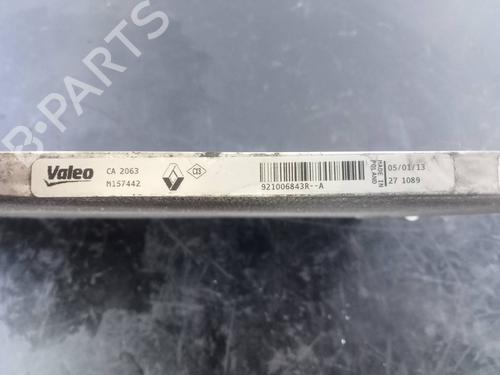 B-Parts
Valeo
CA 2063
M157442
921006843R--A
MADE IN
POLAND
05/01/13
27 1089